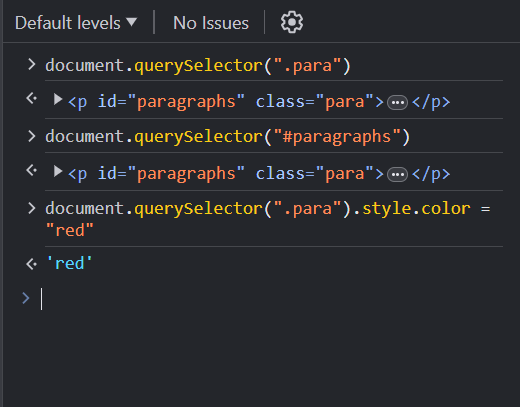 Default levels ▼ No Issues
> document.querySelector(".para")
<p id="paragraphs" class="para">…</p>
> document.querySelector("#paragraphs")
<p id="paragraphs" class="para">…</p>
> document.querySelector(".para").style.color =
"red"
'red'
>